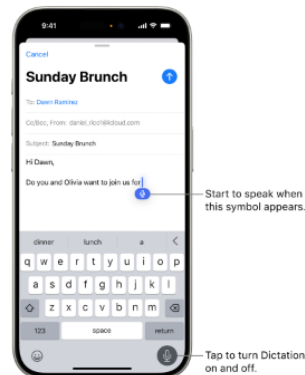 9:41
Cancel
Sunday Brunch
To: Dawn Ramirez
Cc/Bcc, From: daniel_rico1@icloud.com
Subject: Sunday Brunch
Hi Dawn,
Do you and Olivia want to join us for
Start to speak when
this symbol appears.
dinner lunch a
q w e r t y u i o p
a s d f g h j k l
z x c v b n m
123 space return
Tap to turn Dictation
on and off.